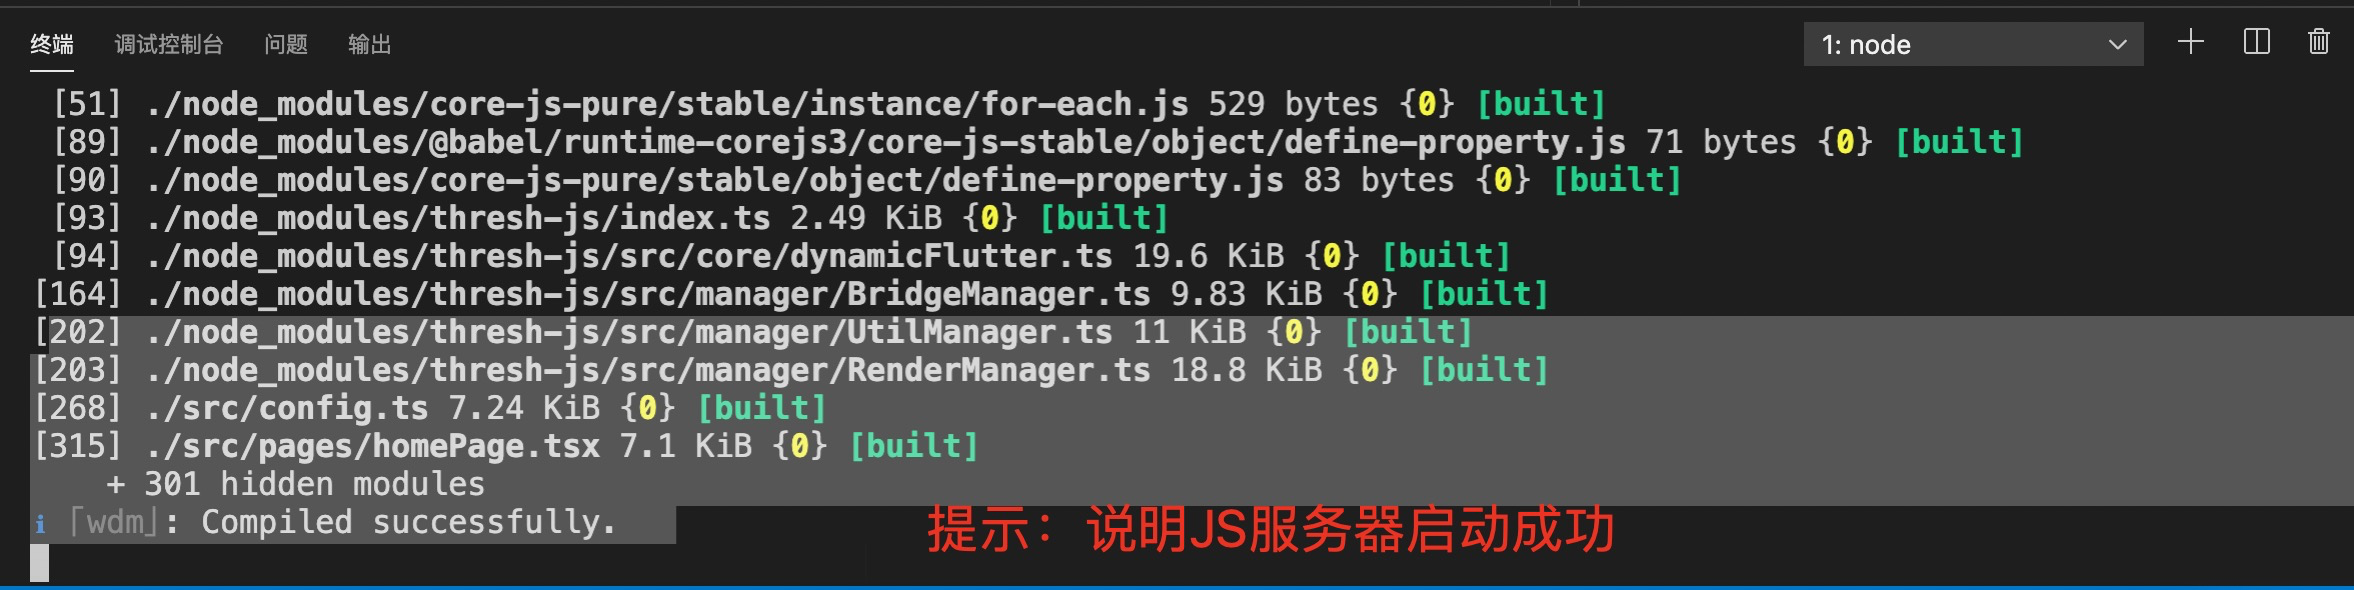 终端 调试控制台 问题 输出 1: node
[51] ./node_modules/core-js-pure/stable/instance/for-each.js 529 bytes {0} [built]
[89] ./node_modules/@babel/runtime-corejs3/core-js-stable/object/define-property.js 71 bytes {0} [built]
[90] ./node_modules/core-js-pure/stable/object/define-property.js 83 bytes {0} [built]
[93] ./node_modules/thresh-js/index.ts 2.49 KiB {0} [built]
[94] ./node_modules/thresh-js/src/core/dynamicFlutter.ts 19.6 KiB {0} [built]
[164] ./node_modules/thresh-js/src/manager/BridgeManager.ts 9.83 KiB {0} [built]
[202] ./node_modules/thresh-js/src/manager/UtilManager.ts 11 KiB {0} [built]
[203] ./node_modules/thresh-js/src/manager/RenderManager.ts 18.8 KiB {0} [built]
[268] ./src/config.ts 7.24 KiB {0} [built]
[315] ./src/pages/homePage.tsx 7.1 KiB {0} [built]
+ 301 hidden modules
ℹ ｢wdm｣: Compiled successfully.
提示：说明JS服务器启动成功